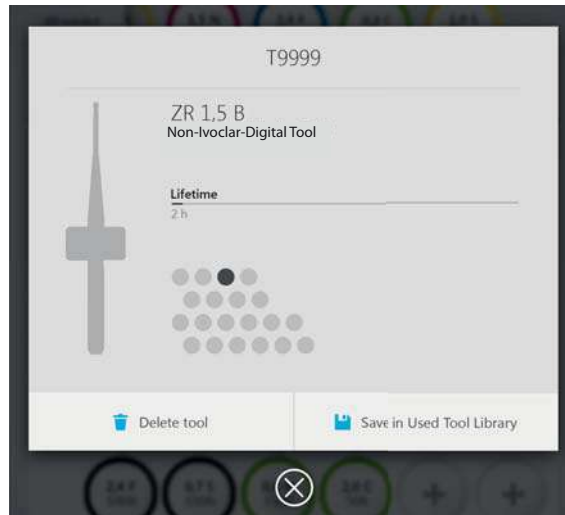 T9999
ZR 1,5 B
Non-Ivoclar-Digital Tool
Lifetime
2 h
Delete tool
Save in Used Tool Library